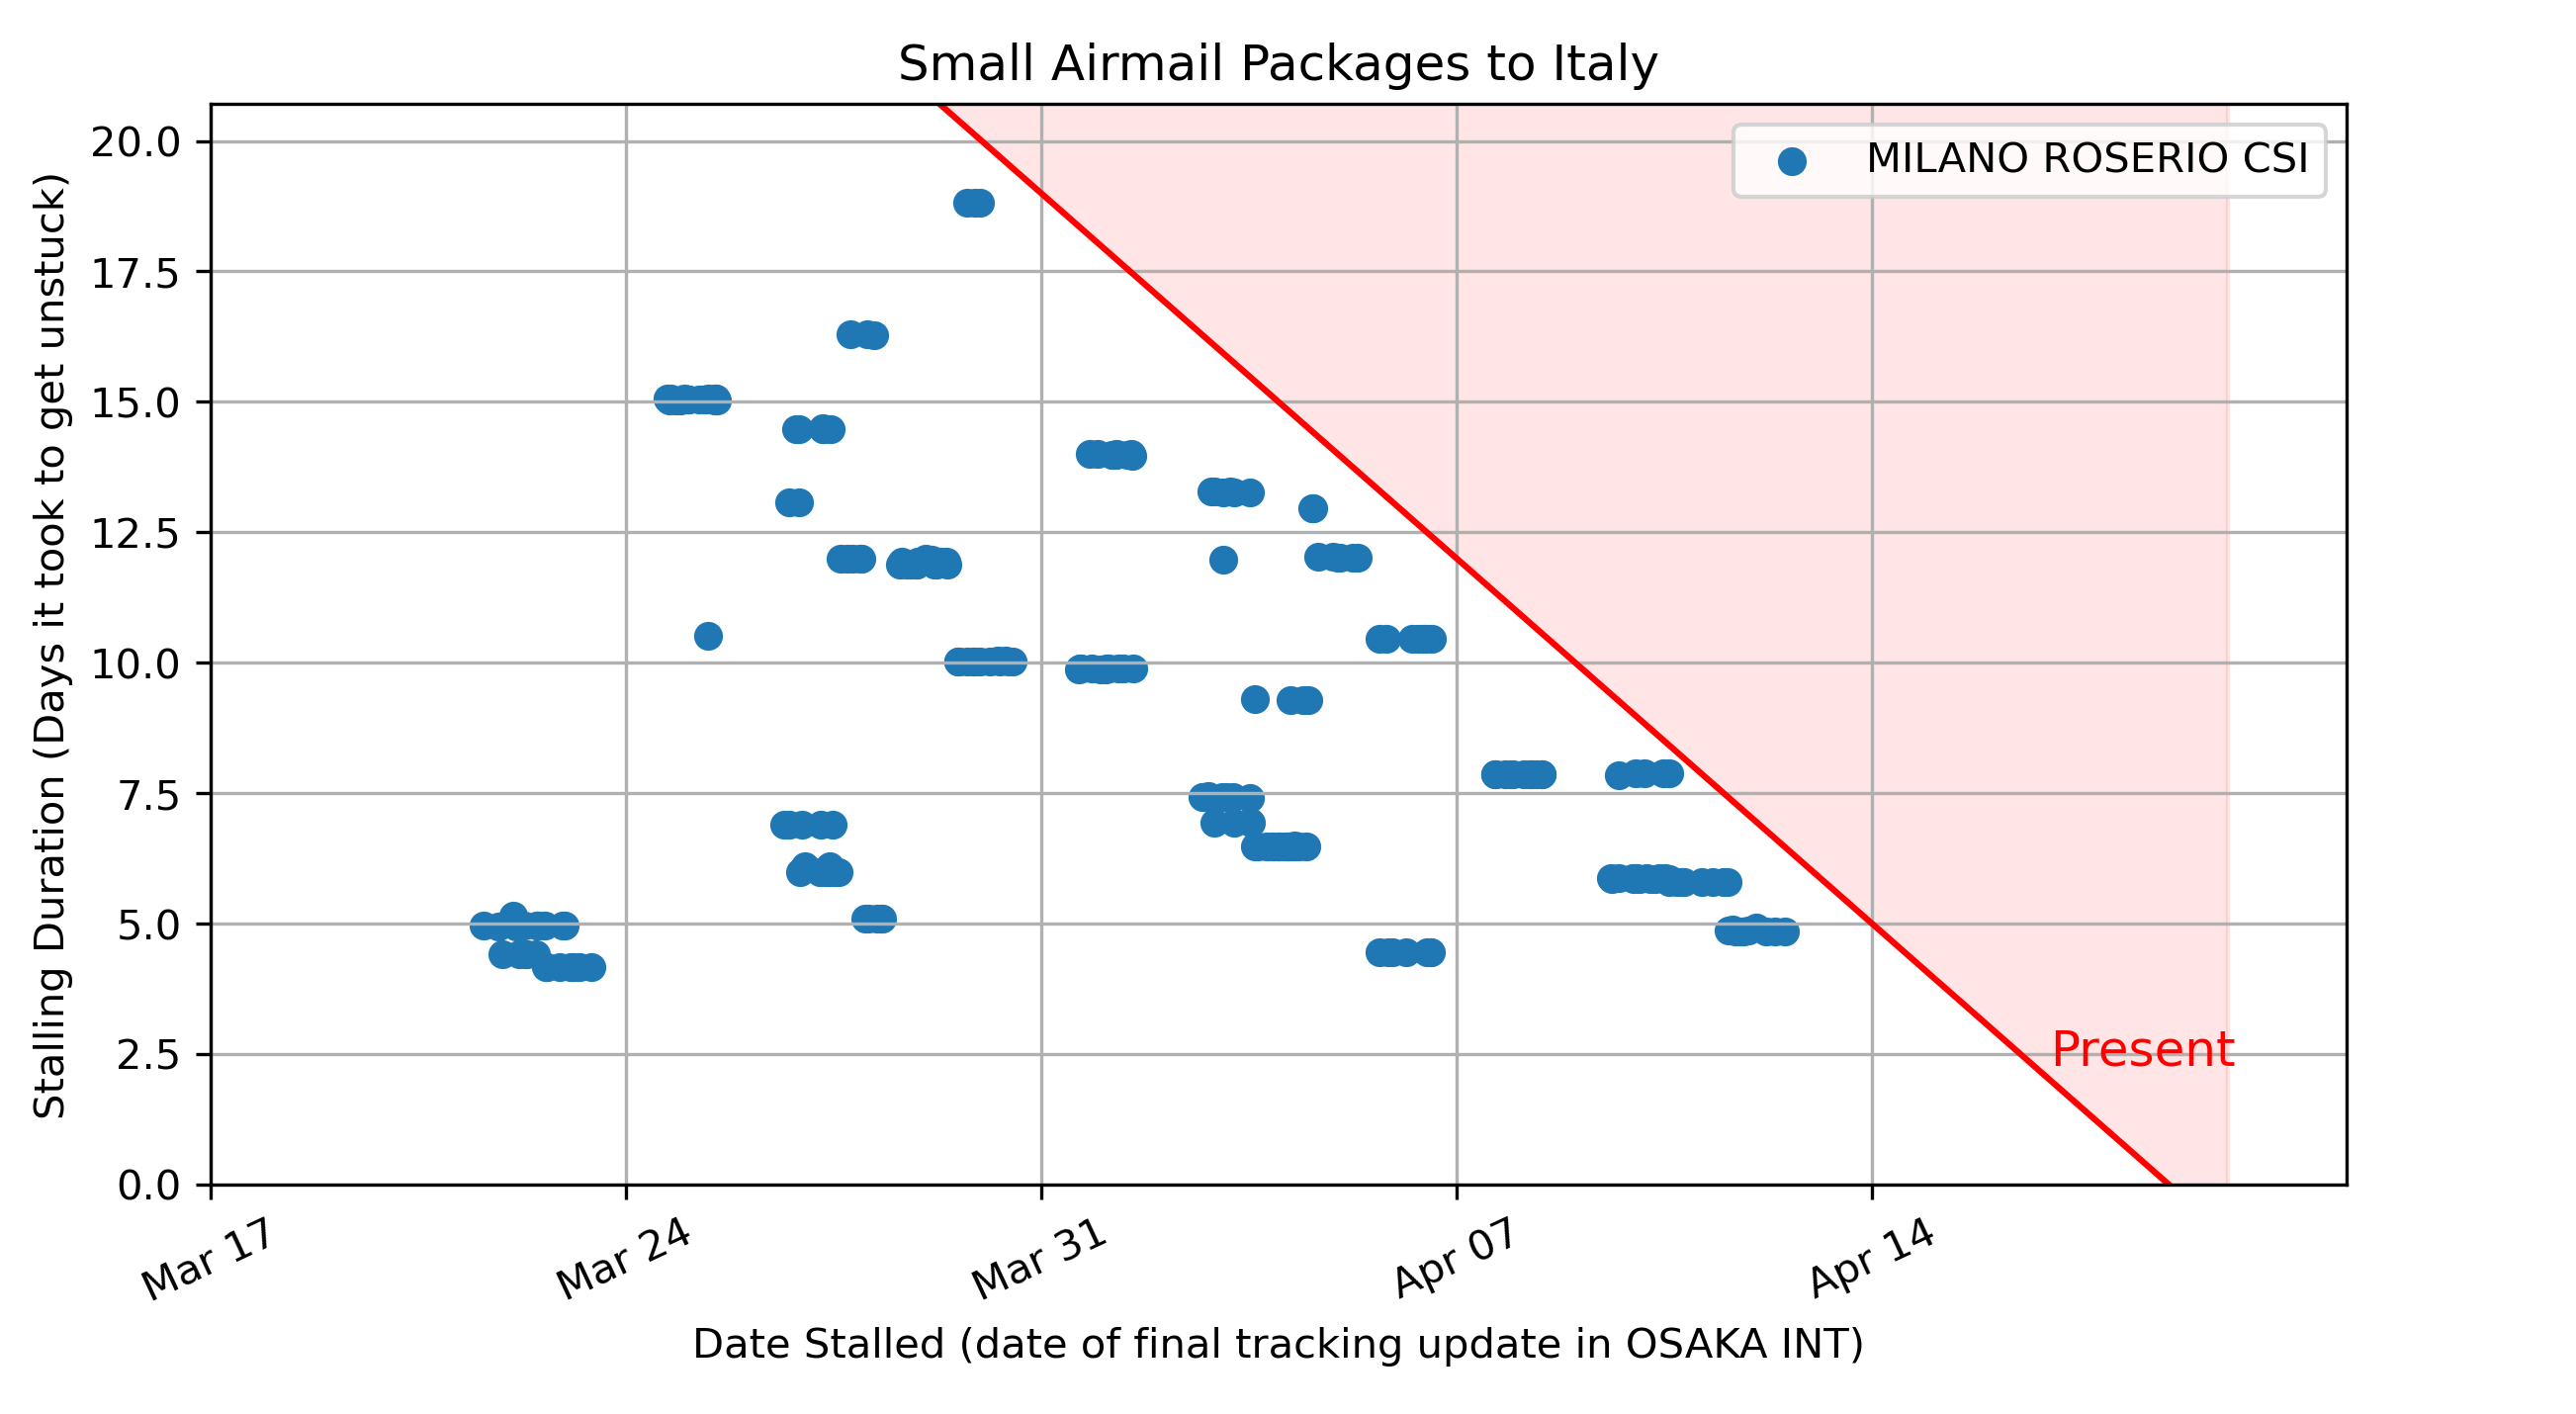 Small Airmail Packages to Italy
MILANO ROSERIO CSI
Stalling Duration (Days it took to get unstuck)
20.0
17.5
15.0
12.5
10.0
7.5
5.0
2.5
0.0
Present
Mar 17
Mar 24
Mar 31
Apr 07
Apr 14
Date Stalled (date of final tracking update in OSAKA INT)